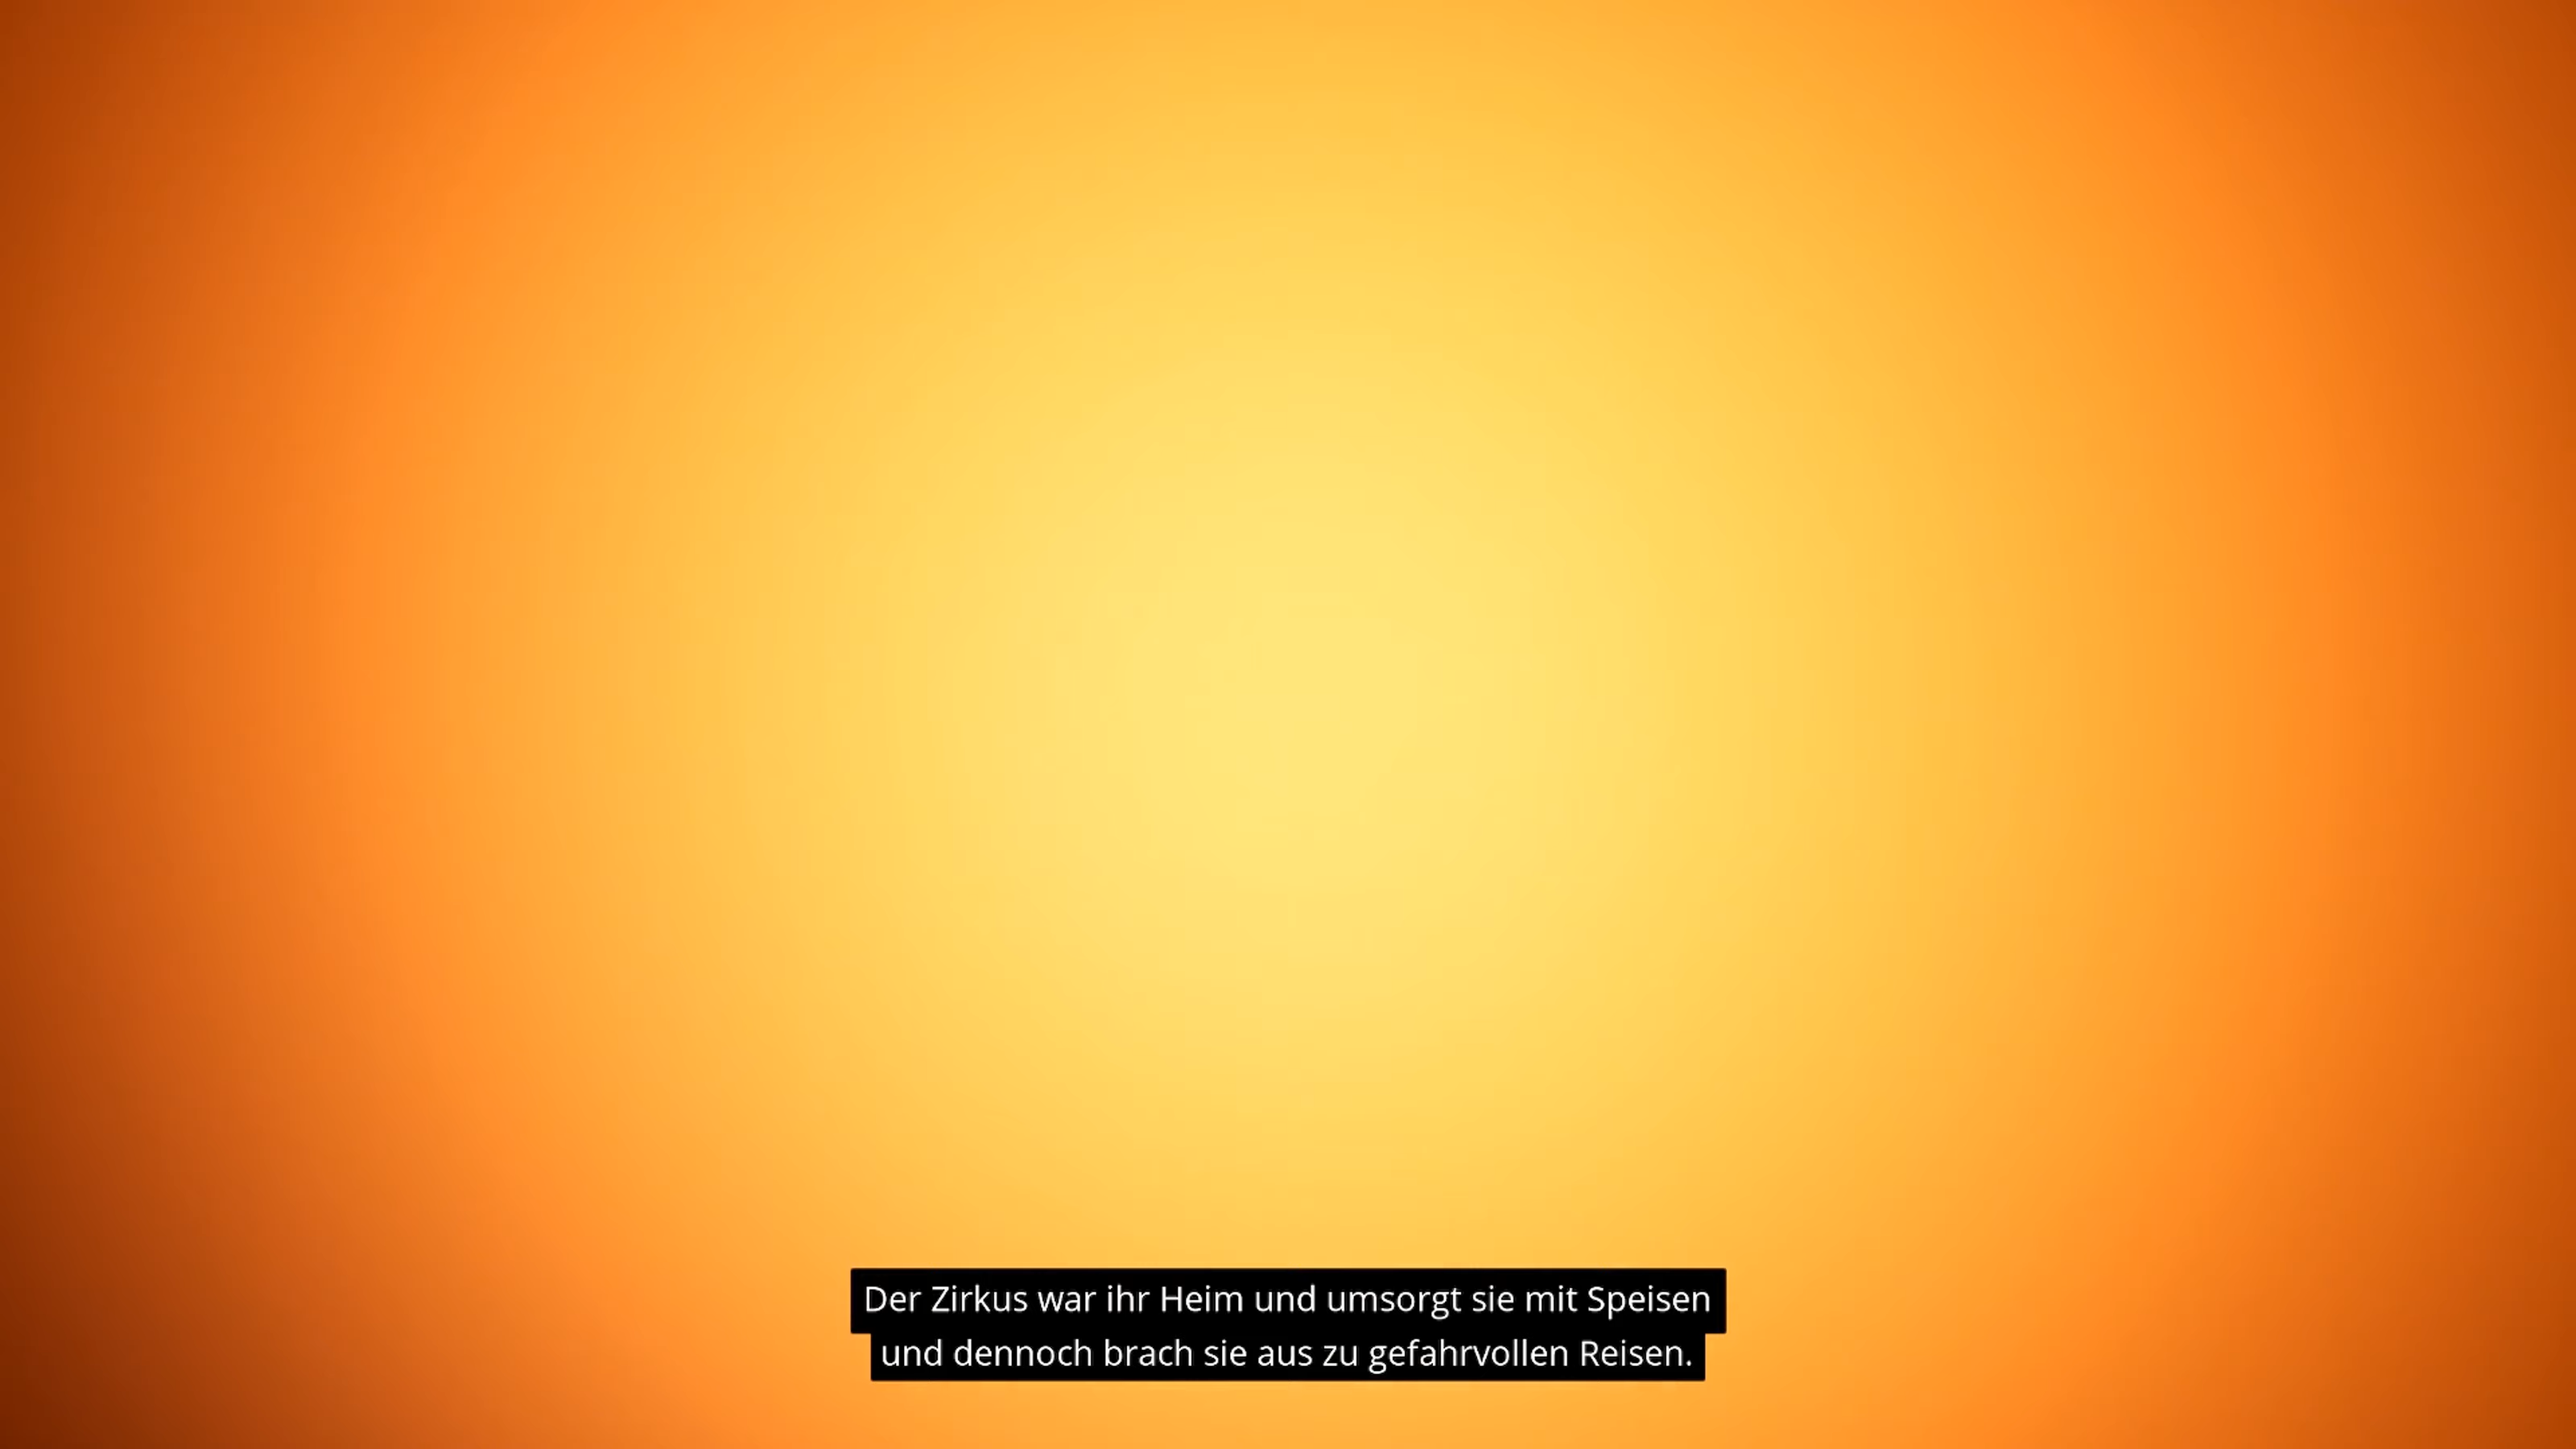 Der Zirkus war ihr Heim und umsorgt sie mit Speisen
und dennoch brach sie aus zu gefahrvollen Reisen.